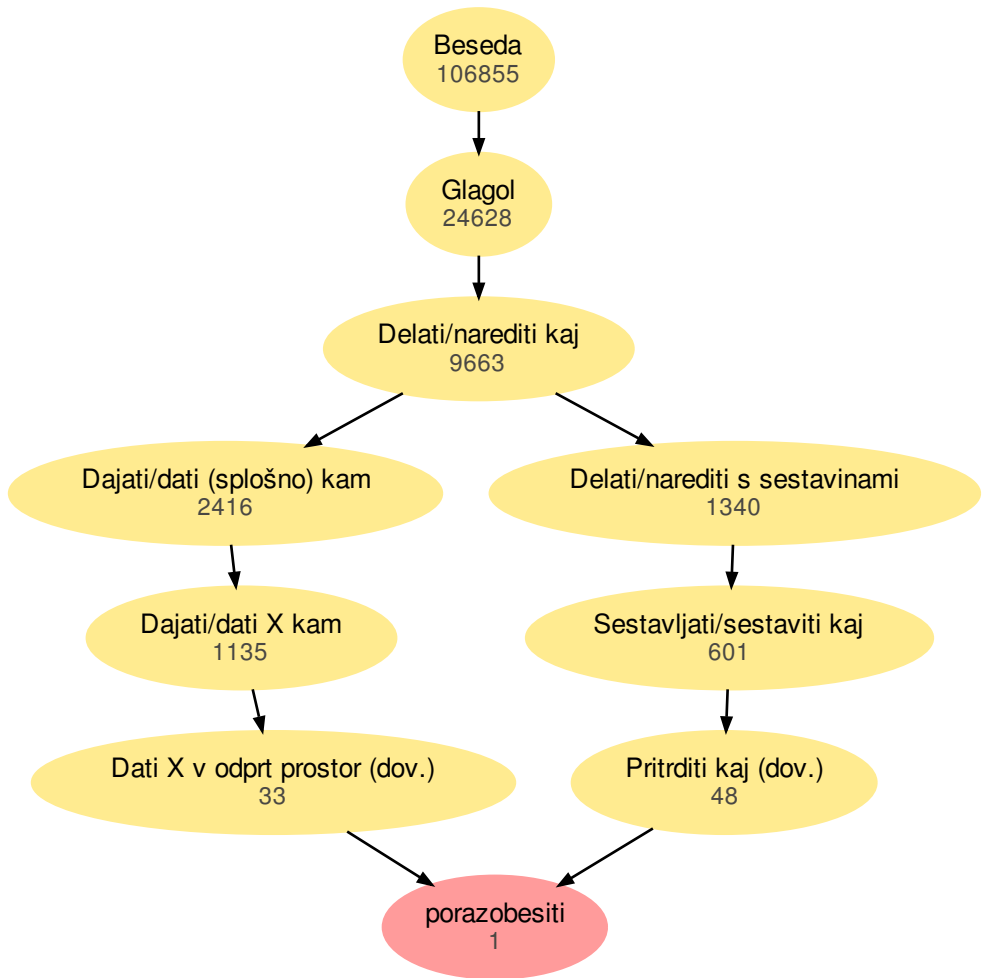 Beseda
106855
Glagol
24628
Delati/narediti kaj
9663
Dajati/dati (splošno) kam
2416
Delati/narediti s sestavinami
1340
Dajati/dati X kam
1135
Sestavljati/sestaviti kaj
601
Dati X v odprt prostor (dov.)
33
Pritrditi kaj (dov.)
48
porazobesiti
1